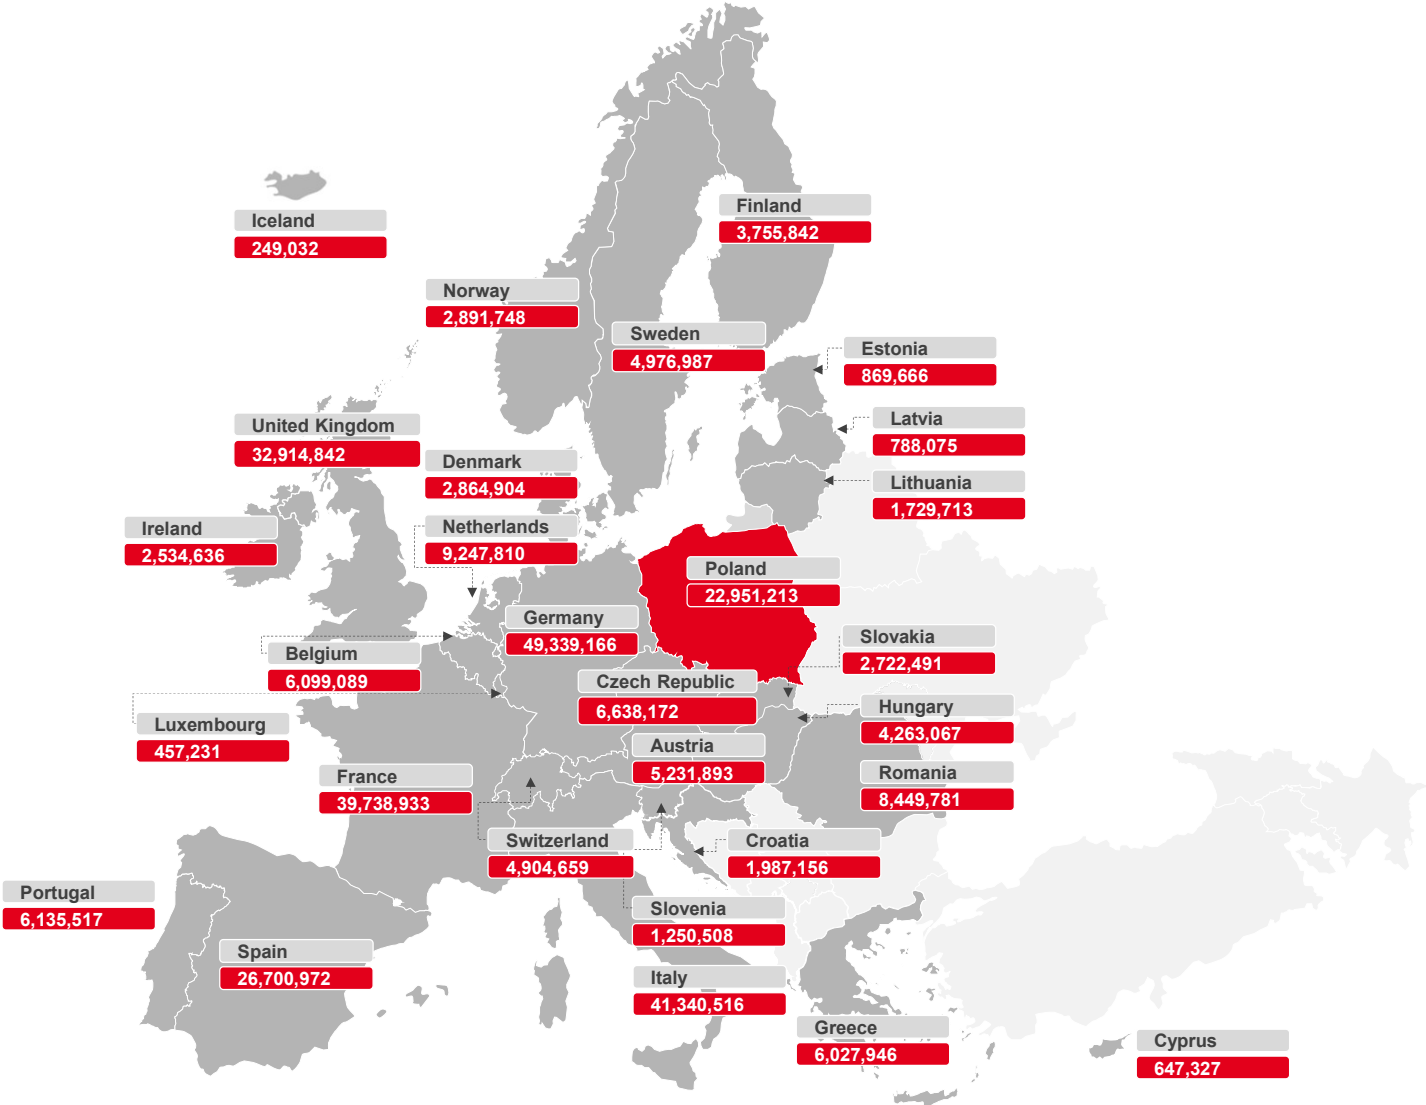 Iceland
249,032
Finland
3,755,842
Norway
2,891,748
Sweden
4,976,987
Estonia
869,666
United Kingdom
32,914,842
Latvia
788,075
Denmark
2,864,904
Lithuania
1,729,713
Ireland
2,534,636
Netherlands
9,247,810
Poland
22,951,213
Germany
49,339,166
Slovakia
2,722,491
Belgium
6,099,089
Czech Republic
6,638,172
Luxembourg
457,231
Hungary
4,263,067
Austria
5,231,893
France
39,738,933
Romania
8,449,781
Switzerland
4,904,659
Croatia
1,987,156
Portugal
6,135,517
Slovenia
1,250,508
Spain
26,700,972
Italy
41,340,516
Greece
6,027,946
Cyprus
647,327